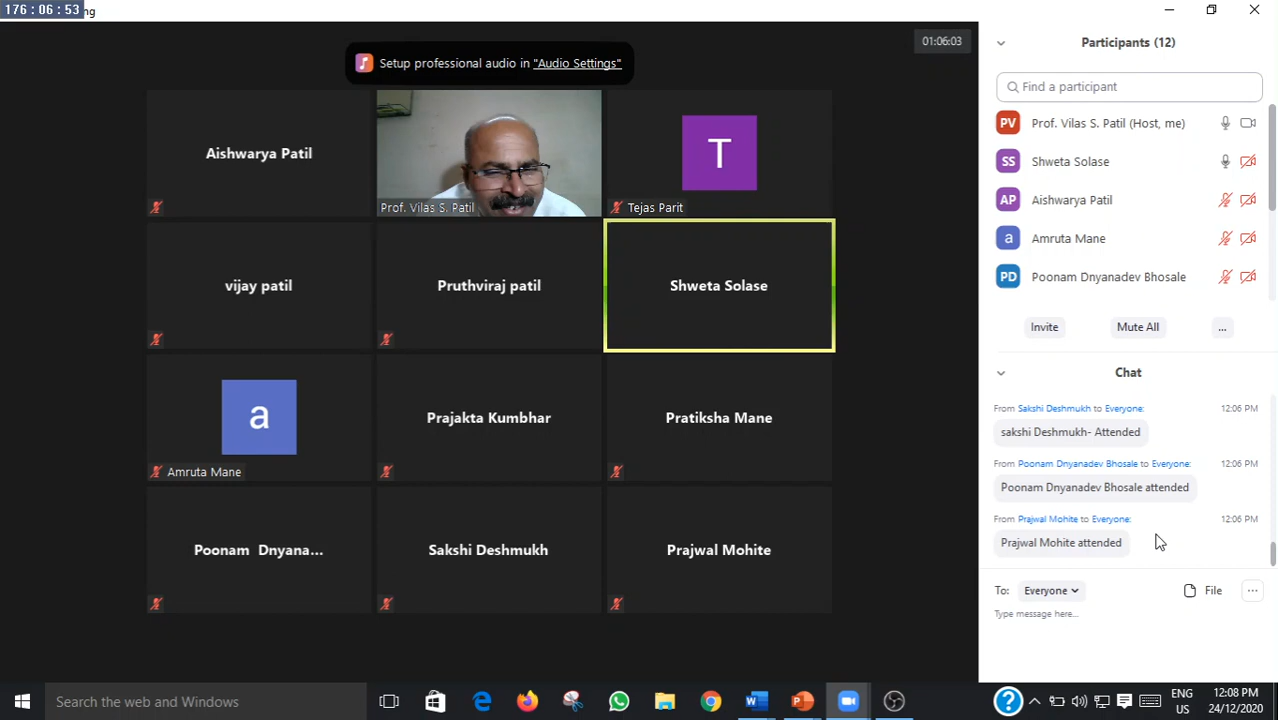 176:06:53 ng
01:06:03
Setup professional audio in "Audio Settings"
Aishwarya Patil
Prof. Vilas S. Patil
T
Tejas Parit
vijay patil
Pruthviraj patil
Shweta Solase
a
Amruta Mane
Prajakta Kumbhar
Pratiksha Mane
Poonam Dnyana...
Sakshi Deshmukh
Prajwal Mohite
Participants (12)
Find a participant
PV Prof. Vilas S. Patil (Host, me)
SS Shweta Solase
AP Aishwarya Patil
a Amruta Mane
PD Poonam Dnyanadev Bhosale
Invite Mute All ...
Chat
From Sakshi Deshmukh to Everyone: 12:06 PM
sakshi Deshmukh- Attended
From Poonam Dnyanadev Bhosale to Everyone: 12:06 PM
Poonam Dnyanadev Bhosale attended
From Prajwal Mohite to Everyone: 12:06 PM
Prajwal Mohite attended
To: Everyone File ...
Type message here...
Search the web and Windows
ENG
US
12:08 PM
24/12/2020